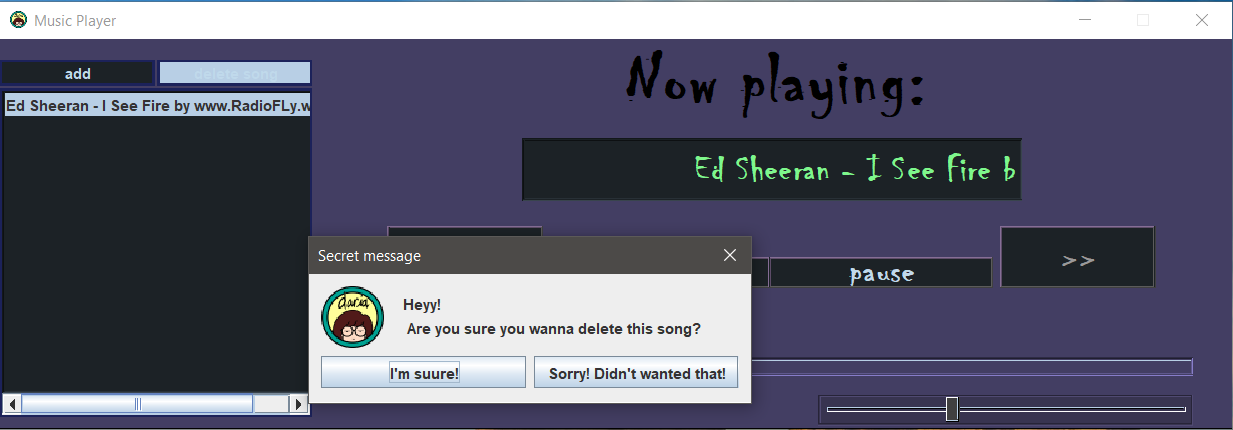 Music Player
add
delete song
Now playing:
Ed Sheeran - I See Fire by www.RadioFLy.w
Ed Sheeran - I See Fire b
>>
pause
Secret message
daria
Heyy!
Are you sure you wanna delete this song?
I'm suure!
Sorry! Didn't wanted that!